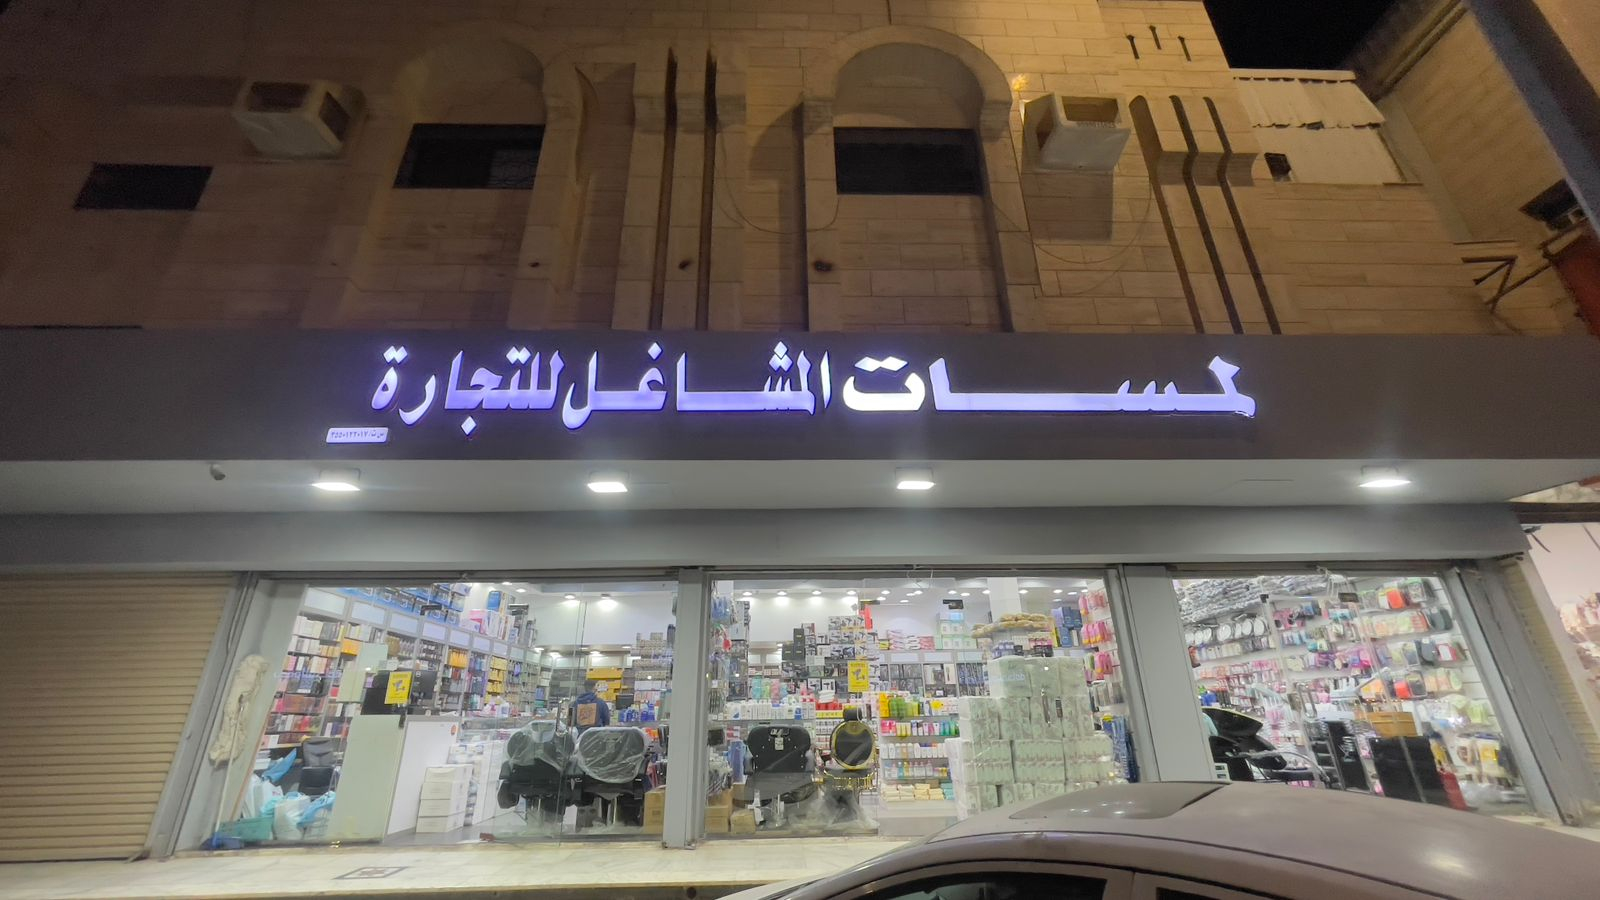 لمسات المشاغل للتجارة